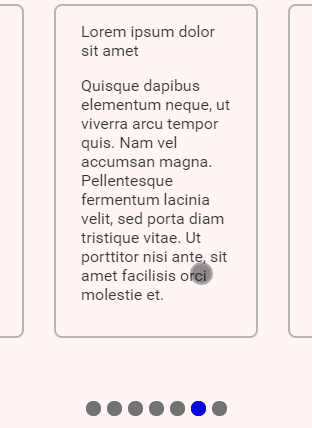 Lorem ipsum dolor
sit amet
Quisque dapibus
elementum neque, ut
viverra arcu tempor
quis. Nam vel
accumsan magna.
Pellentesque
fermentum lacinia
velit, sed porta diam
tristique vitae. Ut
porttitor nisi ante, sit
amet facilisis orci
molestie et.